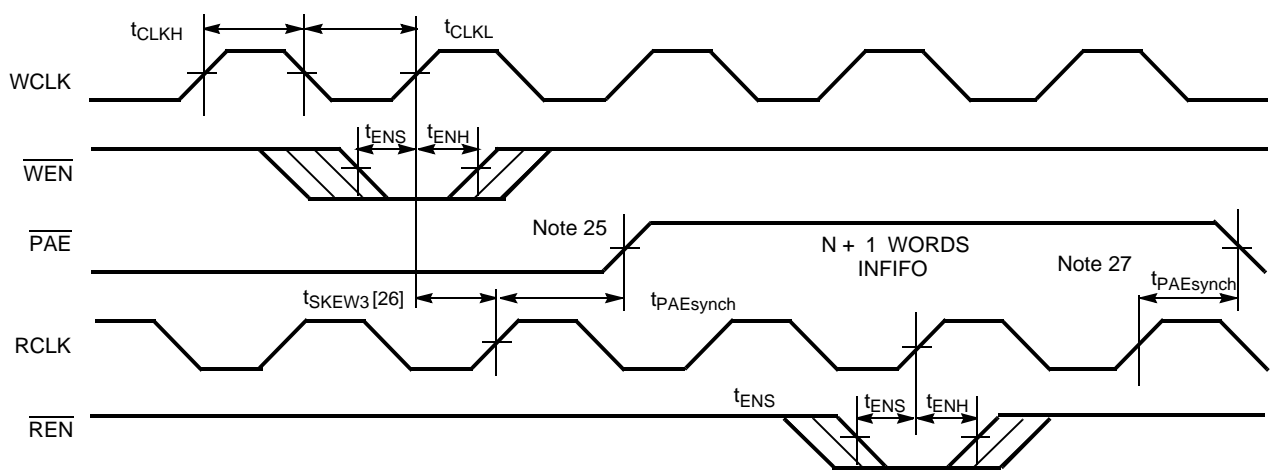 tCLKH
tCLKL
WCLK
tENS
tENH
WEN
Note 25
PAE
N + 1 WORDS
INFIFO
Note 27
tSKEW3 [26]
tPAEsynch
tPAEsynch
RCLK
tENS
tENS
tENH
REN